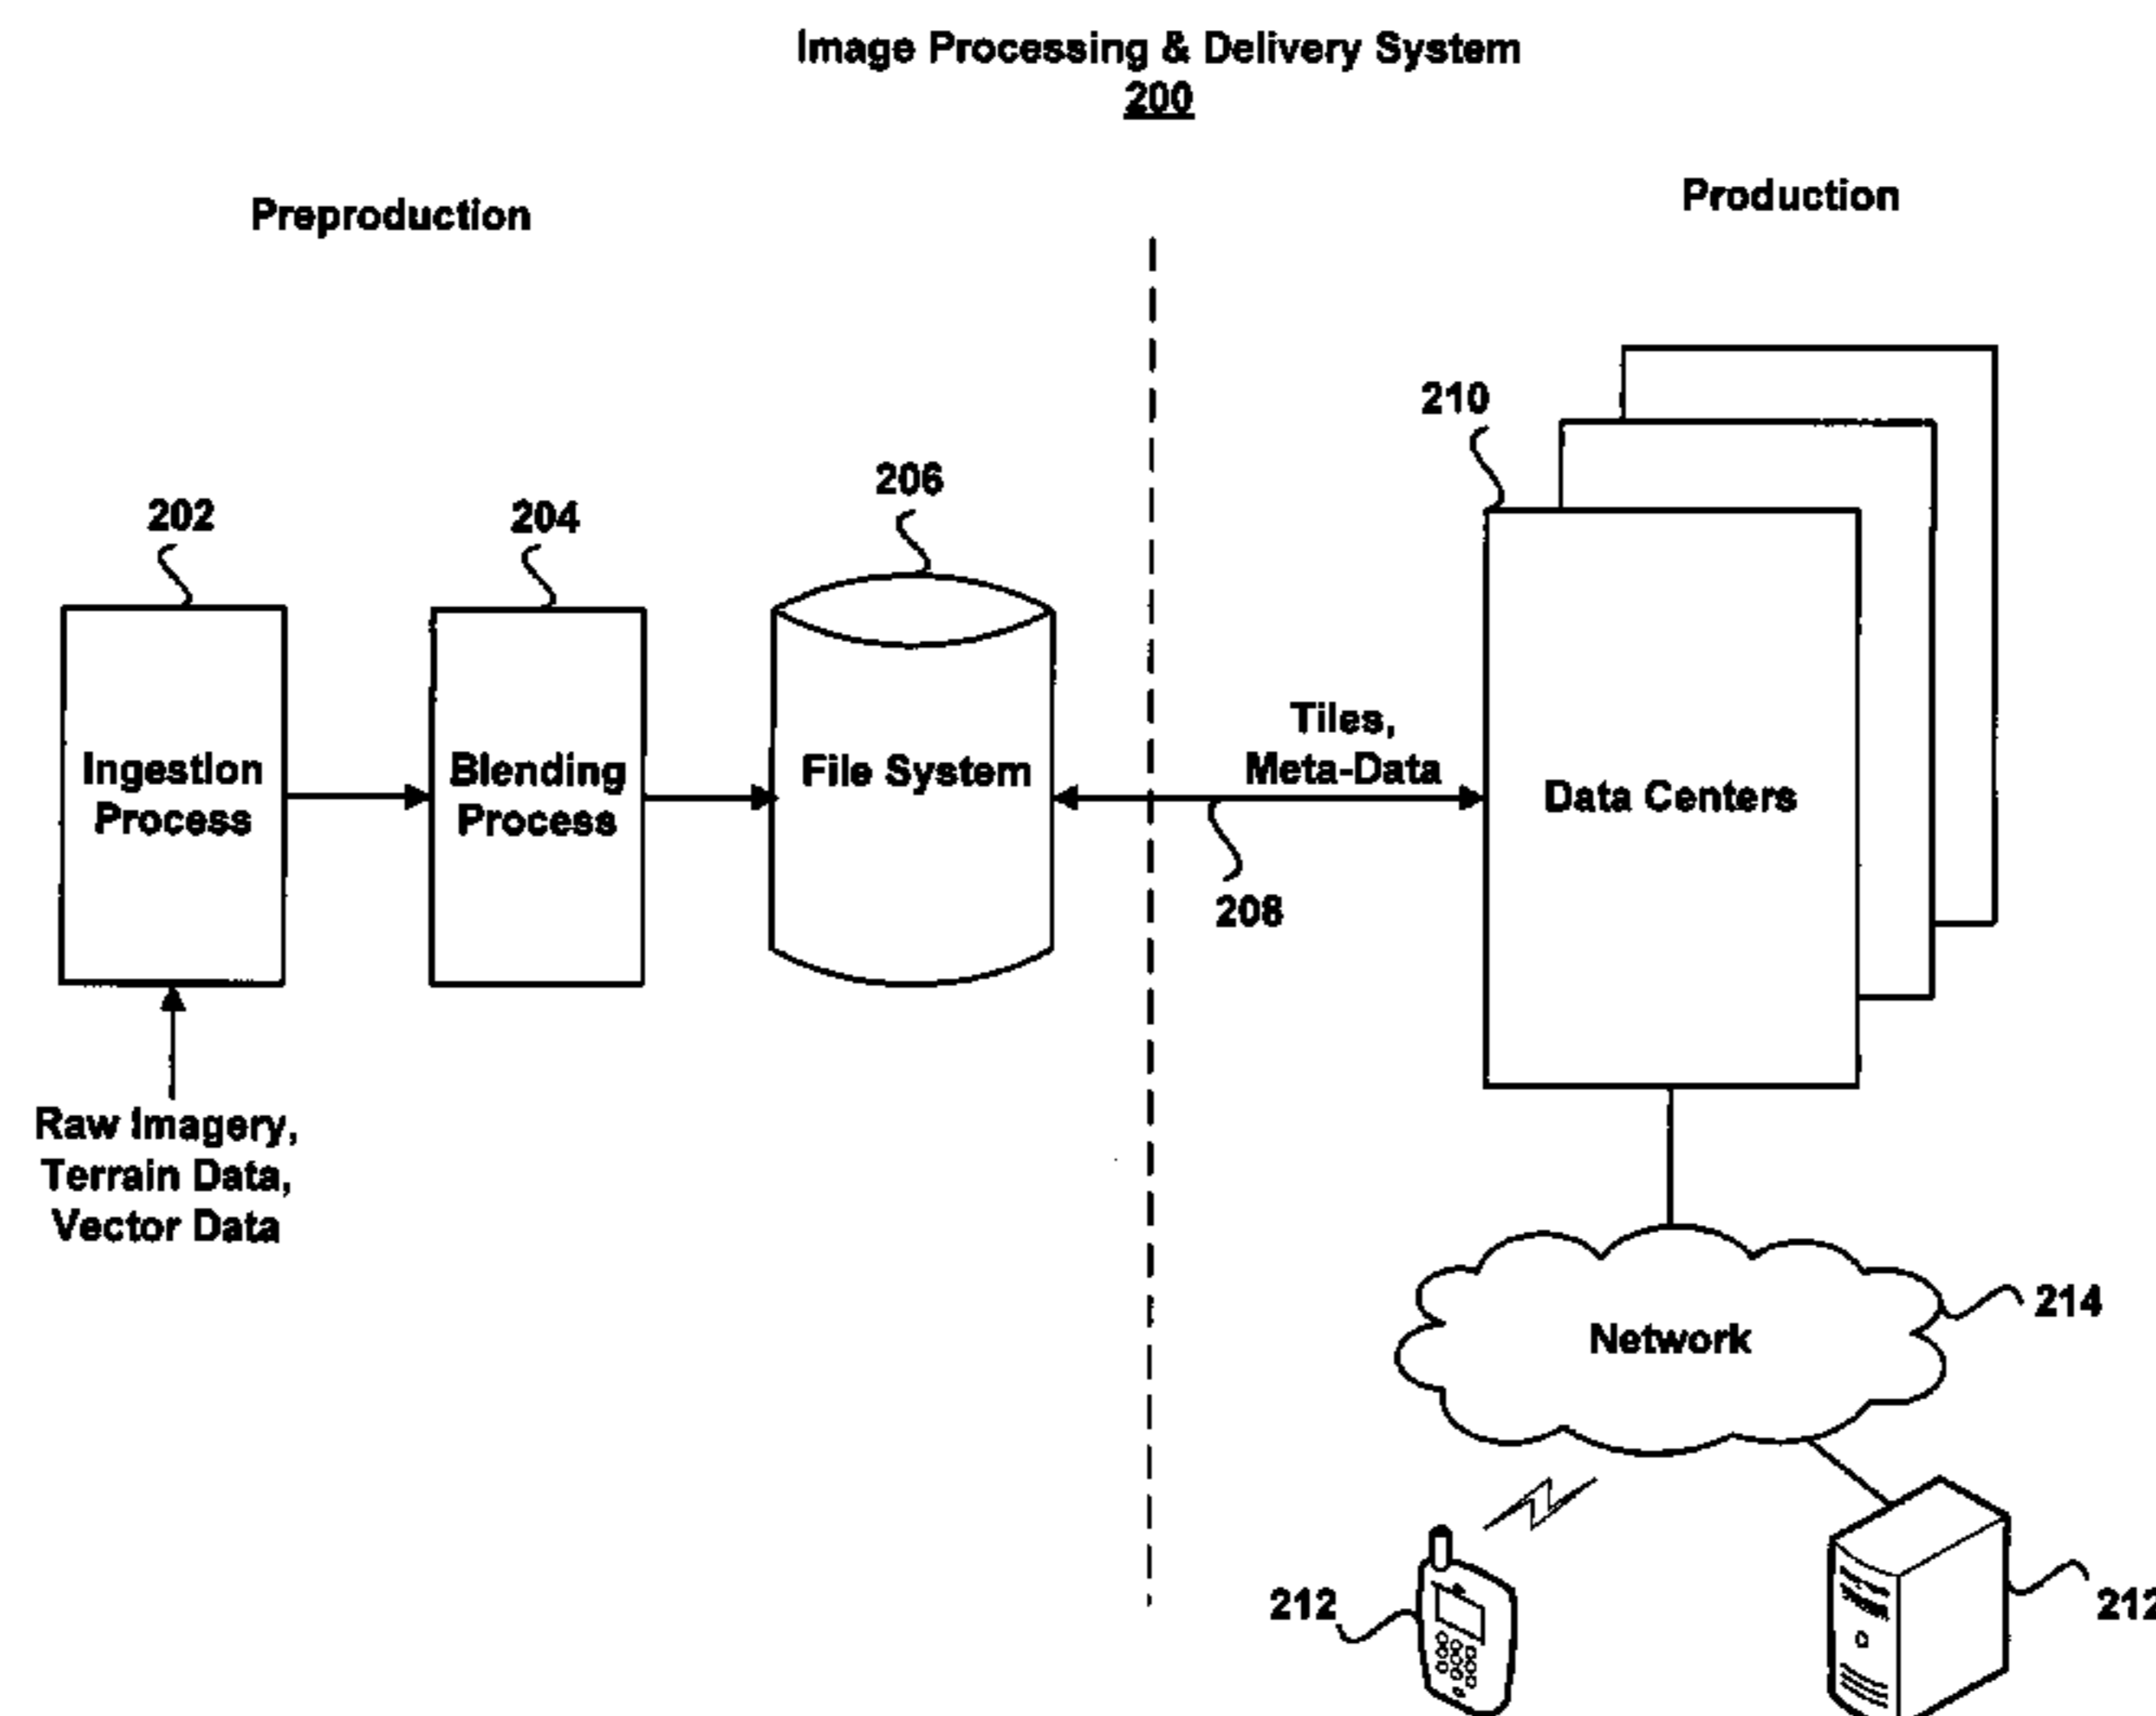 Image Processing & Delivery System
200
Preproduction
Production
210
206
202
204
Tiles,
Meta-Data
Ingestion
Process
Blending
Process
File System
Data Centers
208
Raw Imagery,
Terrain Data,
Vector Data
214
Network
212
212